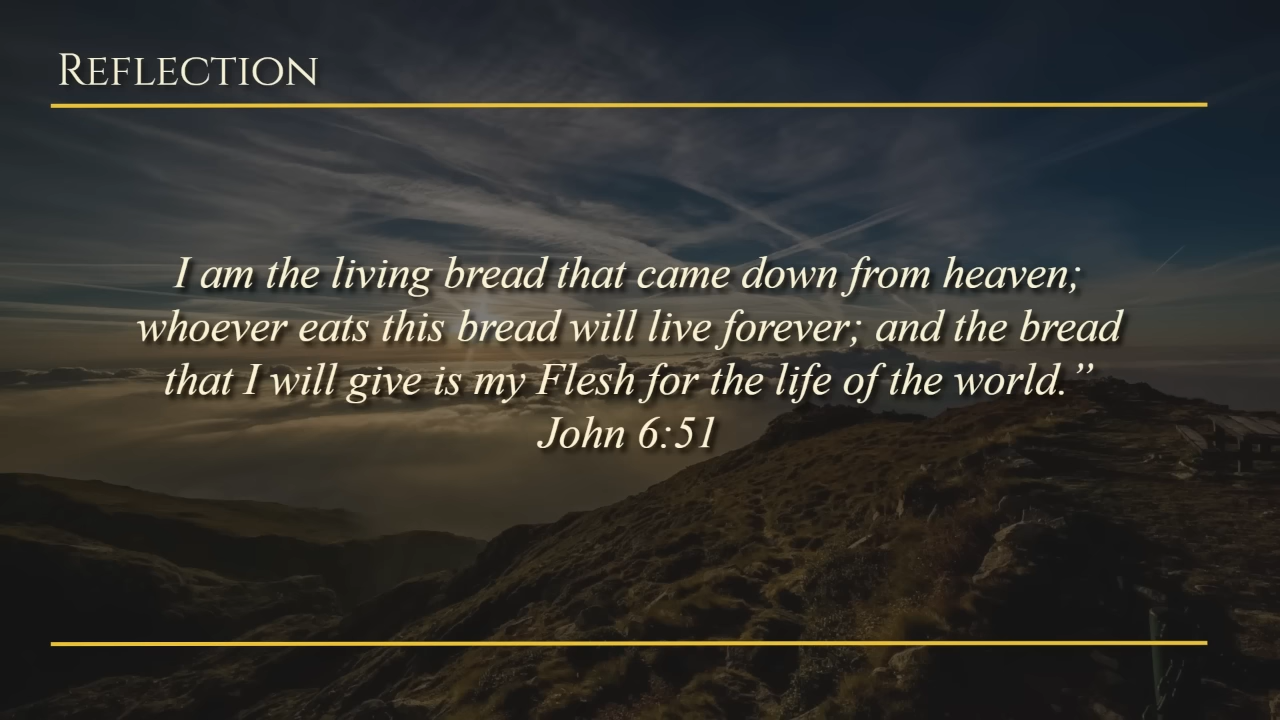 Reflection
I am the living bread that came down from heaven;
whoever eats this bread will live forever; and the bread
that I will give is my Flesh for the life of the world.”
John 6:51